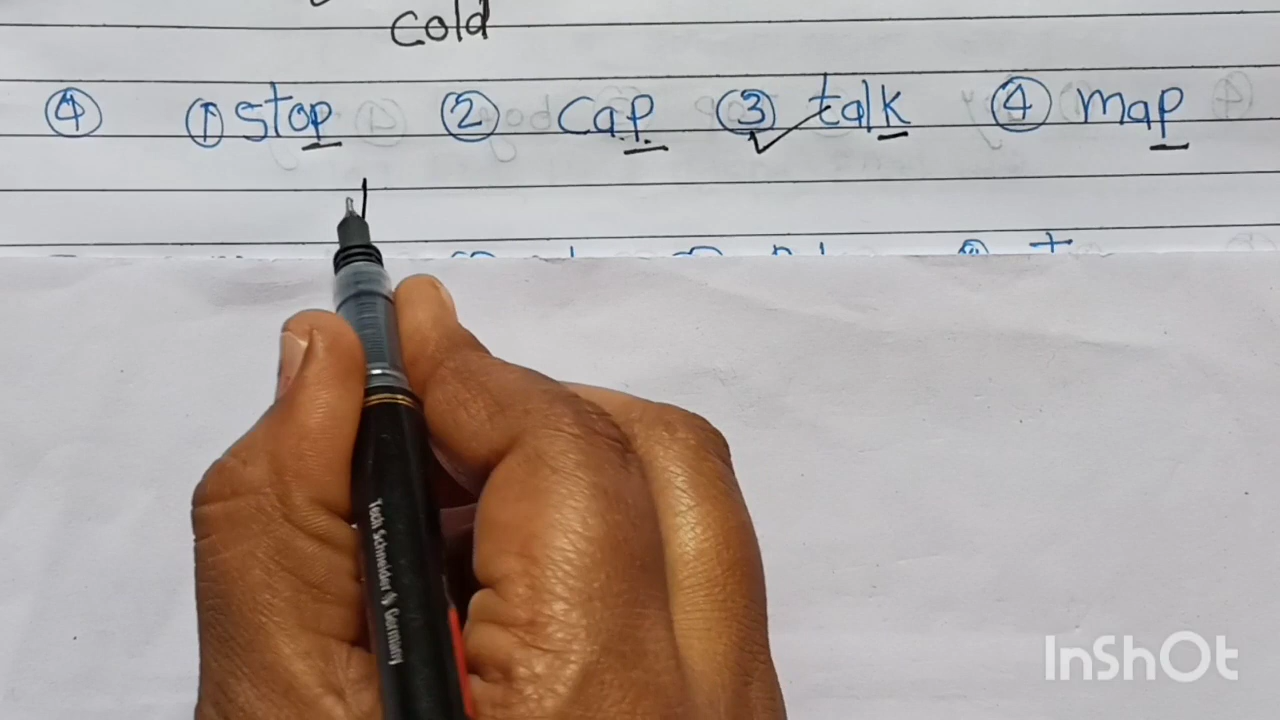 cold
④ ① stop ② cap ③ talk ④ map
Tech Schneider Germany
InShOt